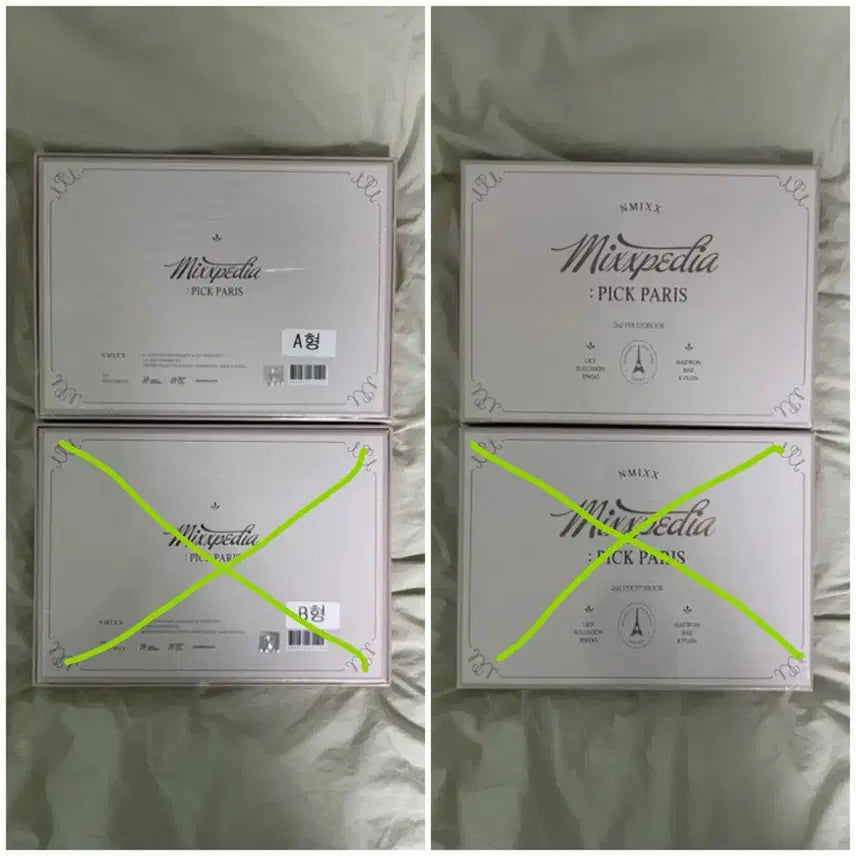 Mixxpedia
: PICK PARIS
A형
NMIXX
Mixxpedia
: PICK PARIS
B형
NMIXX
NMIXX
Mixxpedia
: PICK PARIS
2nd PHOTOBOOK
LILY
SULLYOON
JIWOO
HAEWON
BAE
KYUJIN
NMIXX
Mixxpedia
: PICK PARIS
2nd PHOTOBOOK
LILY
SULLYOON
JIWOO
HAEWON
BAE
KYUJIN